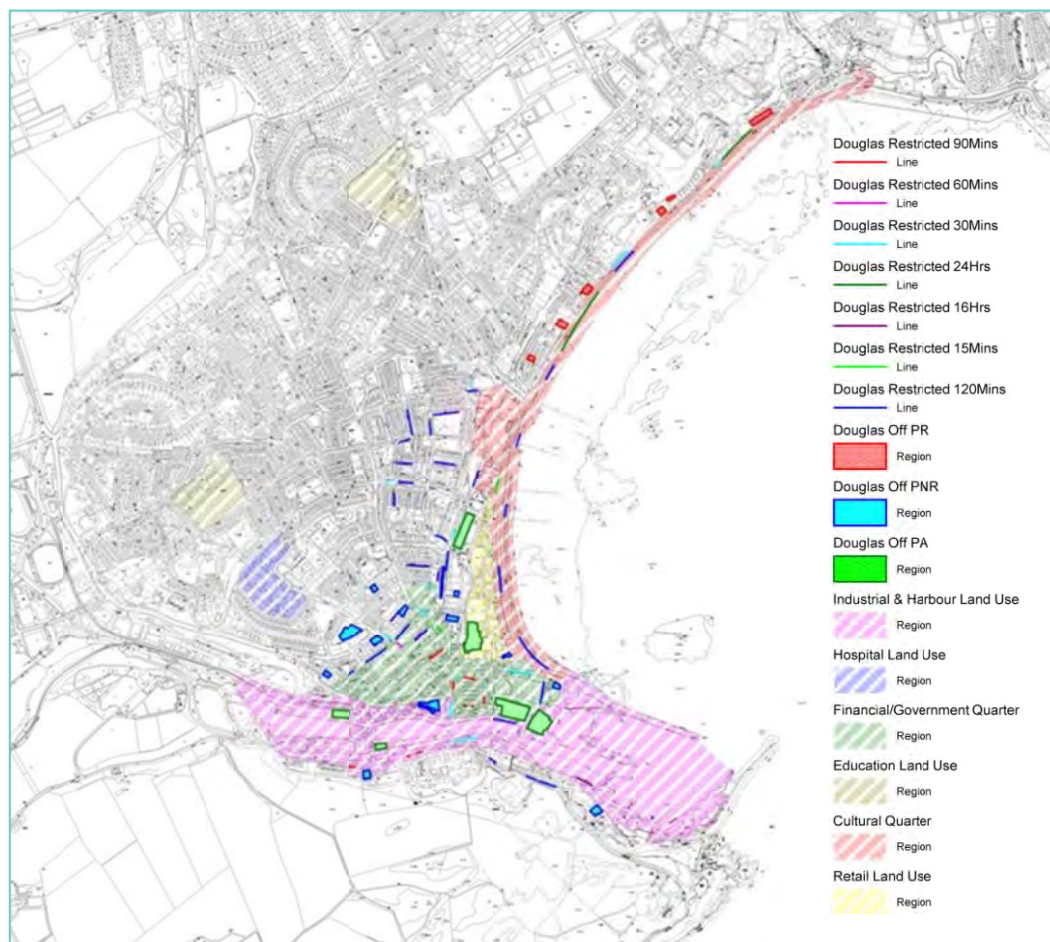 Douglas Restricted 90Mins
Line
Douglas Restricted 60Mins
Line
Douglas Restricted 30Mins
Line
Douglas Restricted 24Hrs
Line
Douglas Restricted 16Hrs
Line
Douglas Restricted 15Mins
Line
Douglas Restricted 120Mins
Line
Douglas Off PR
Region
Douglas Off PNR
Region
Douglas Off PA
Region
Industrial & Harbour Land Use
Region
Hospital Land Use
Region
Financial/Government Quarter
Region
Education Land Use
Region
Cultural Quarter
Region
Retail Land Use
Region